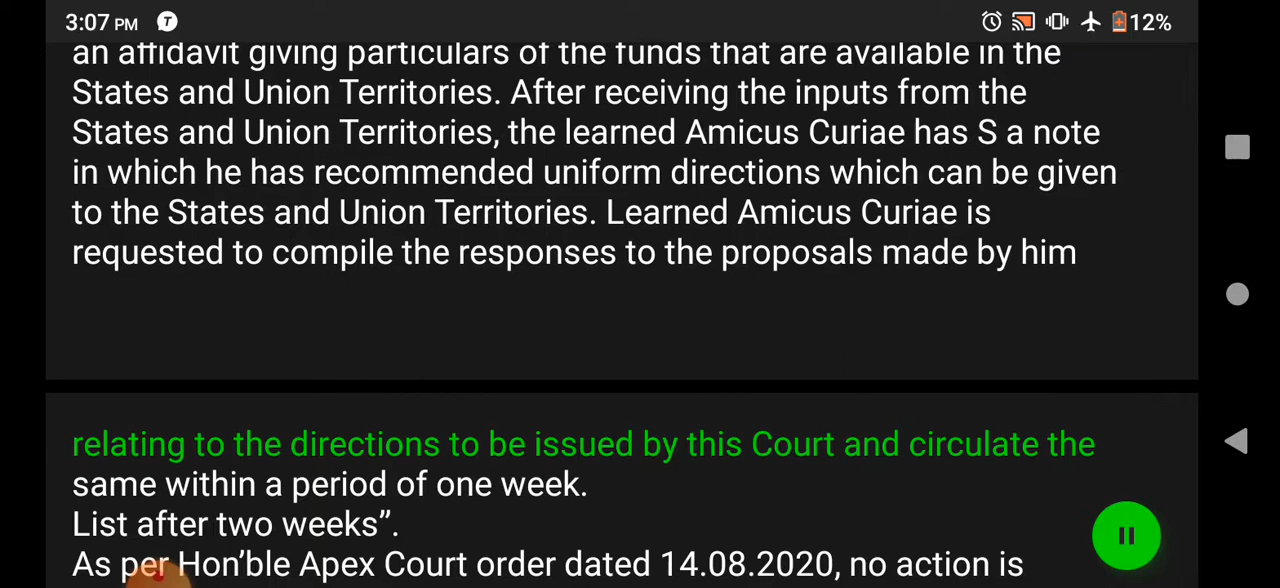 3:07 PM T 12%
an affidavit giving particulars of the funds that are available in the
States and Union Territories. After receiving the inputs from the
States and Union Territories, the learned Amicus Curiae has S a note
in which he has recommended uniform directions which can be given
to the States and Union Territories. Learned Amicus Curiae is
requested to compile the responses to the proposals made by him
relating to the directions to be issued by this Court and circulate the
same within a period of one week.
List after two weeks”.
As per Hon’ble Apex Court order dated 14.08.2020, no action is